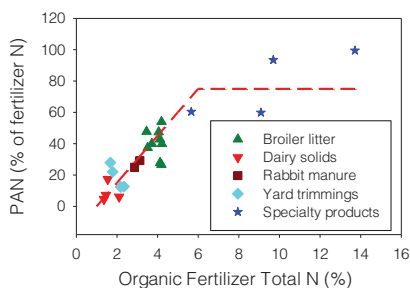 PAN (% of fertilizer N)
120
100
80
60
40
20
0
Broiler litter
Dairy solids
Rabbit manure
Yard trimmings
Specialty products
0 2 4 6 8 10 12 14 16
Organic Fertilizer Total N (%)